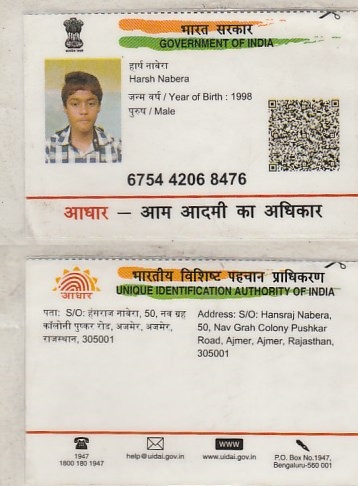 भारत सरकार
GOVERNMENT OF INDIA
हार्ष नाबेरा
Harsh Nabera
जन्म वर्ष / Year of Birth : 1998
पुरुष / Male
6754 4206 8476
आधार – आम आदमी का अधिकार
भारतीय विशिष्ट पहचान प्राधिकरण
UNIQUE IDENTIFICATION AUTHORITY OF INDIA
आधार
पता: S/O: हंगराज नाबेरा, 50, नव ग्रह
कॉलोनी पुष्कर रोड, अजमेर, अजमेर,
राजस्थान, 305001
Address: S/O: Hansraj Nabera,
50, Nav Grah Colony Pushkar
Road, Ajmer, Ajmer, Rajasthan,
305001
1947
1800 180 1947
help@uidai.gov.in
WWW
www.uidai.gov.in
P.O. Box No.1947,
Bengaluru-560 001